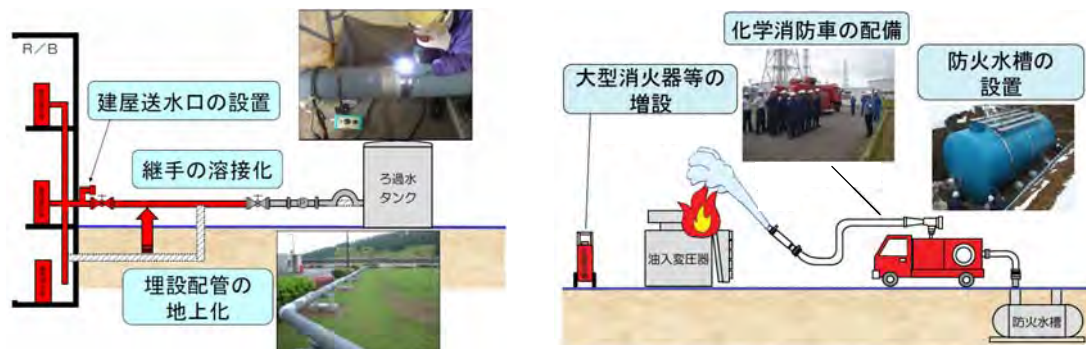 R/B
建屋送水口の設置
継手の溶接化
ろ過水
タンク
埋設配管の
地上化
化学消防車の配備
大型消火器等の
増設
防火水槽の
設置
油入変圧器
防火水槽